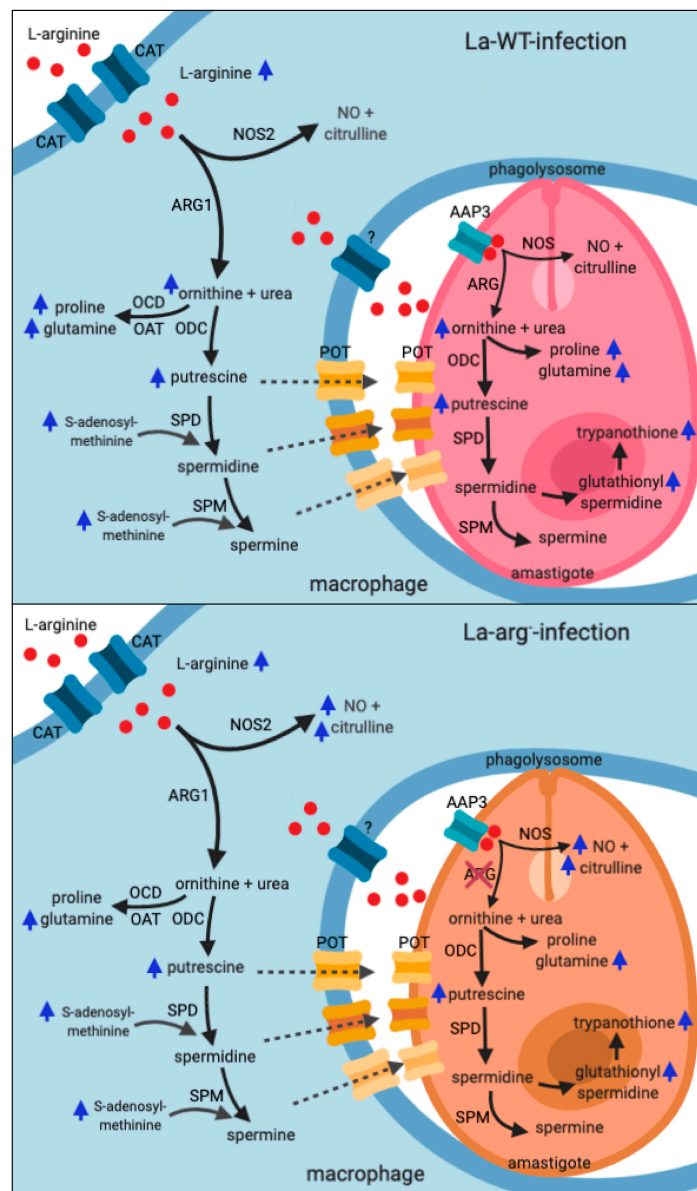 L-arginine
CAT
La-WT-infection
L-arginine
CAT
NOS2
NO +
citrulline
phagolysosome
ARG1
?
AAP3
NOS
NO +
citrulline
ARG
ornithine + urea
proline
glutamine
OCD
OAT
ODC
ornithine + urea
proline
glutamine
ODC
POT
POT
putrescine
putrescine
trypanothione
S-adenosyl-
methinine
SPD
SPD
spermidine
spermidine
glutathionyl
spermidine
S-adenosyl-
methinine
SPM
spermine
SPM
spermine
macrophage
amastigote
L-arginine
CAT
La-arg⁻-infection
L-arginine
CAT
NOS2
NO +
citrulline
phagolysosome
ARG1
?
AAP3
NOS
NO +
citrulline
ARG
ornithine + urea
proline
glutamine
OCD
OAT
ODC
ornithine + urea
proline
glutamine
ODC
POT
POT
putrescine
putrescine
trypanothione
S-adenosyl-
methinine
SPD
SPD
spermidine
spermidine
glutathionyl
spermidine
S-adenosyl-
methinine
SPM
spermine
SPM
spermine
macrophage
amastigote